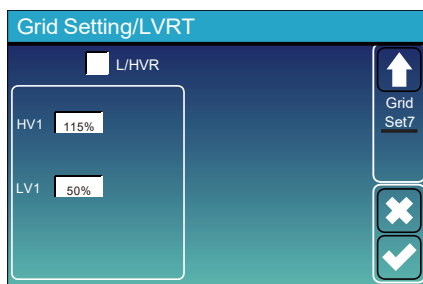 Grid Setting/LVRT
L/HVR
HV1 115%
LV1 50%
Grid
Set7